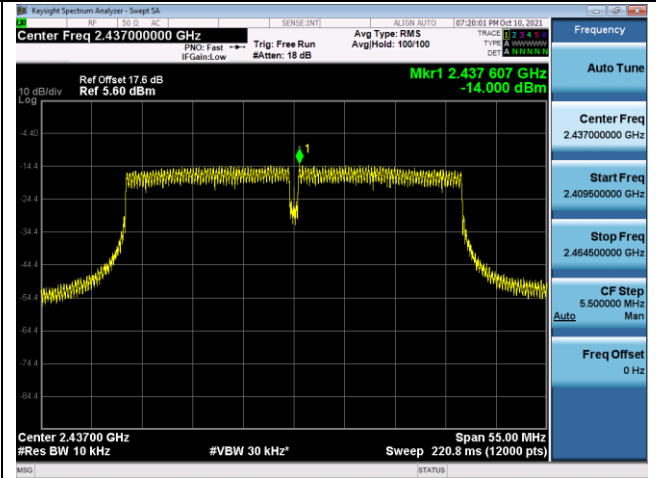 Keysight Spectrum Analyzer - Swept SA
RF 50 Ω AC SENSE:INT ALIGN AUTO 07:20:01 PM Oct 10, 2021
Center Freq 2.437000000 GHz
PNO: Fast
IFGain:Low
Trig: Free Run
#Atten: 18 dB
Avg Type: RMS
Avg|Hold: 100/100
TRACE 1 2 3 4 5 6
TYPE A WWWWW
DET A NNNNN
Frequency
Auto Tune
Center Freq
2.437000000 GHz
Start Freq
2.409500000 GHz
Stop Freq
2.464500000 GHz
CF Step
5.500000 MHz
Auto Man
Freq Offset
0 Hz
Ref Offset 17.6 dB
10 dB/div Ref 5.60 dBm
Log
Mkr1 2.437 607 GHz
-14.000 dBm
1
-4.40
-14.4
-24.4
-34.4
-44.4
-54.4
-64.4
-74.4
-84.4
Center 2.43700 GHz Span 55.00 MHz
#Res BW 10 kHz #VBW 30 kHz* Sweep 220.8 ms (12000 pts)
MSG STATUS